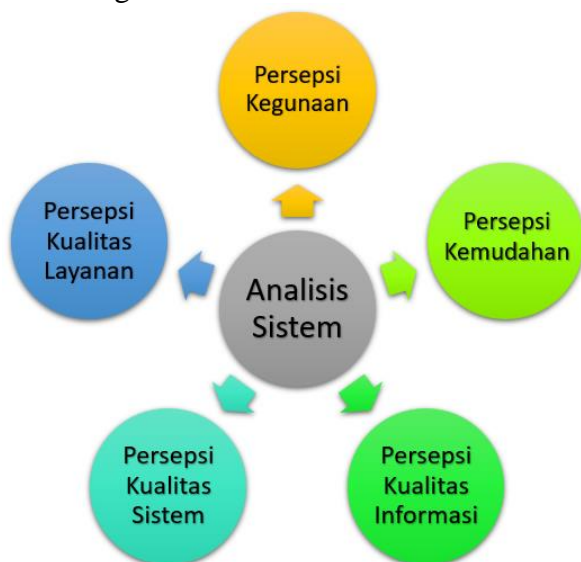 Persepsi
Kegunaan
Persepsi
Kualitas
Layanan
Persepsi
Kemudahan
Analisis
Sistem
Persepsi
Kualitas
Sistem
Persepsi
Kualitas
Informasi